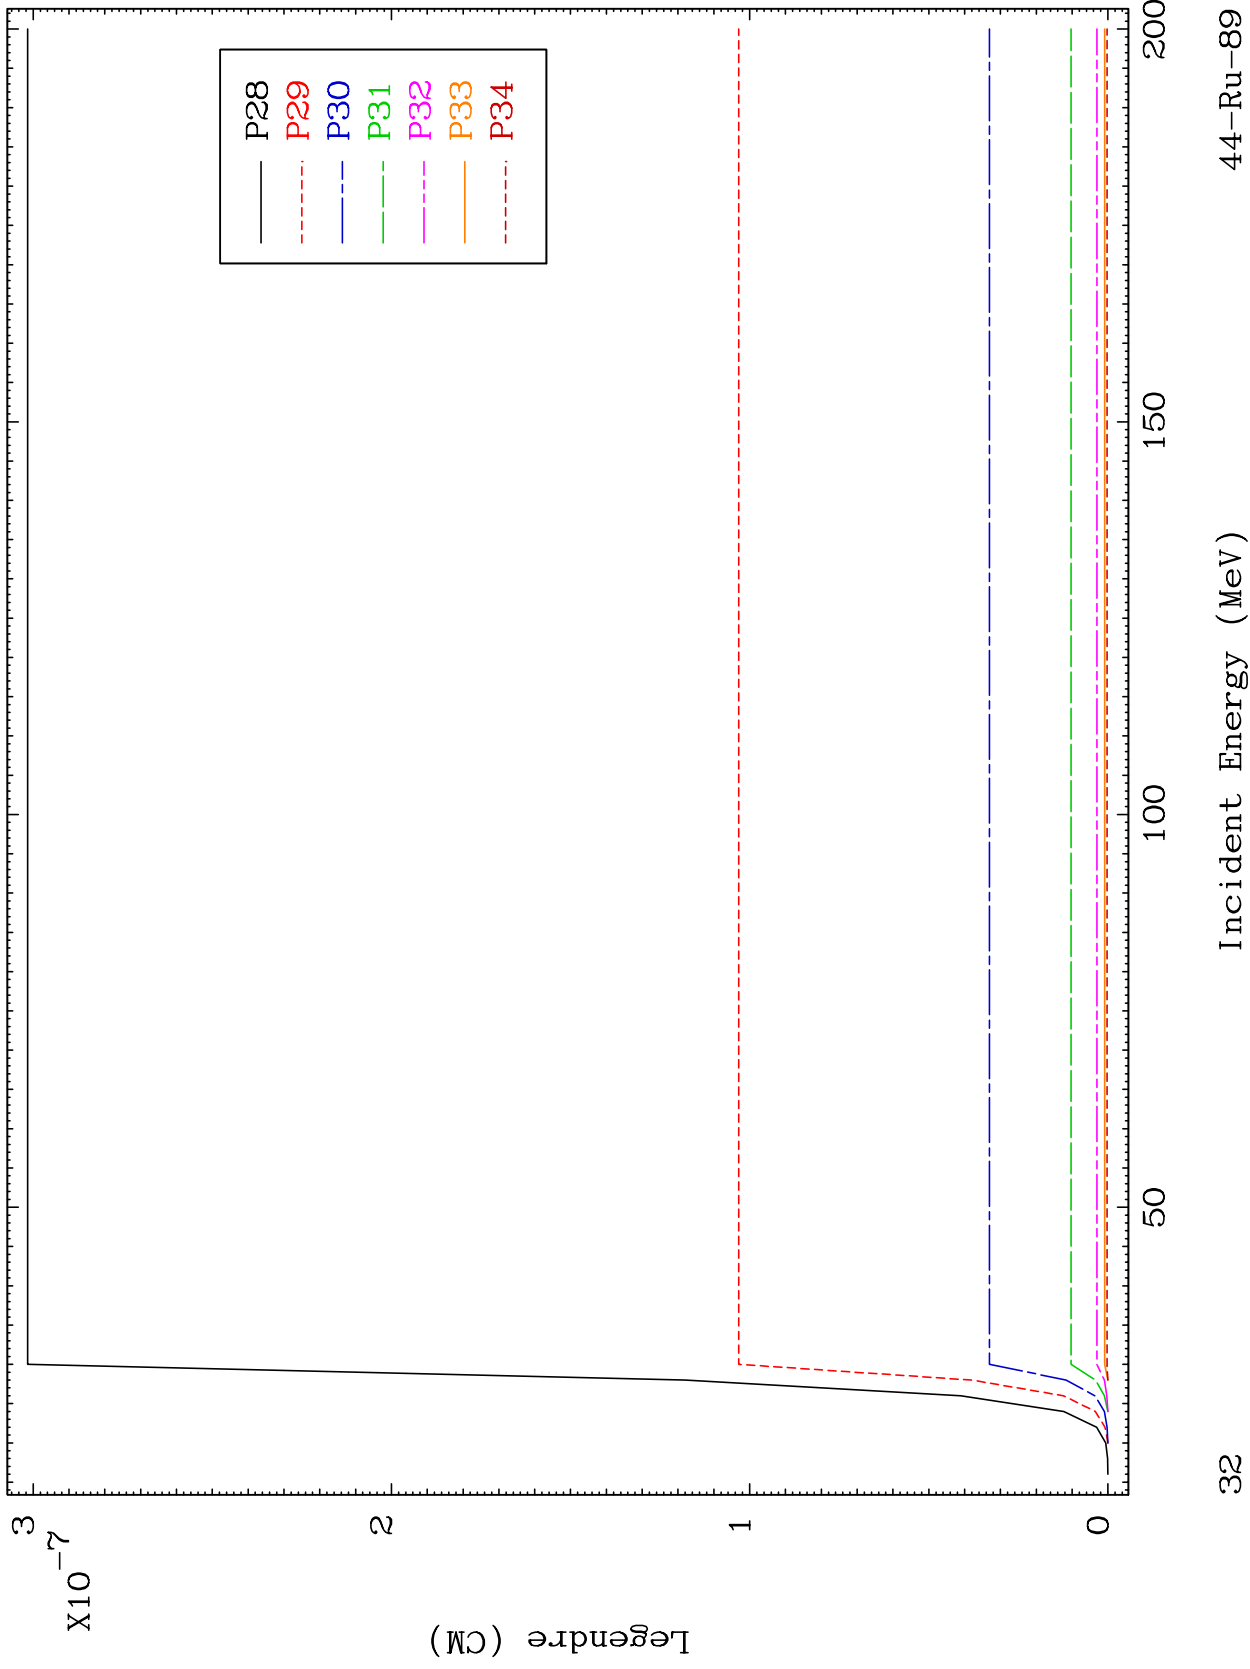 3
2
1
0
X10
-7
Legendre (CM)
50
100
150
200
Incident Energy (MeV)
P28
P29
P30
P31
P32
P33
P34
32
44-Ru-89